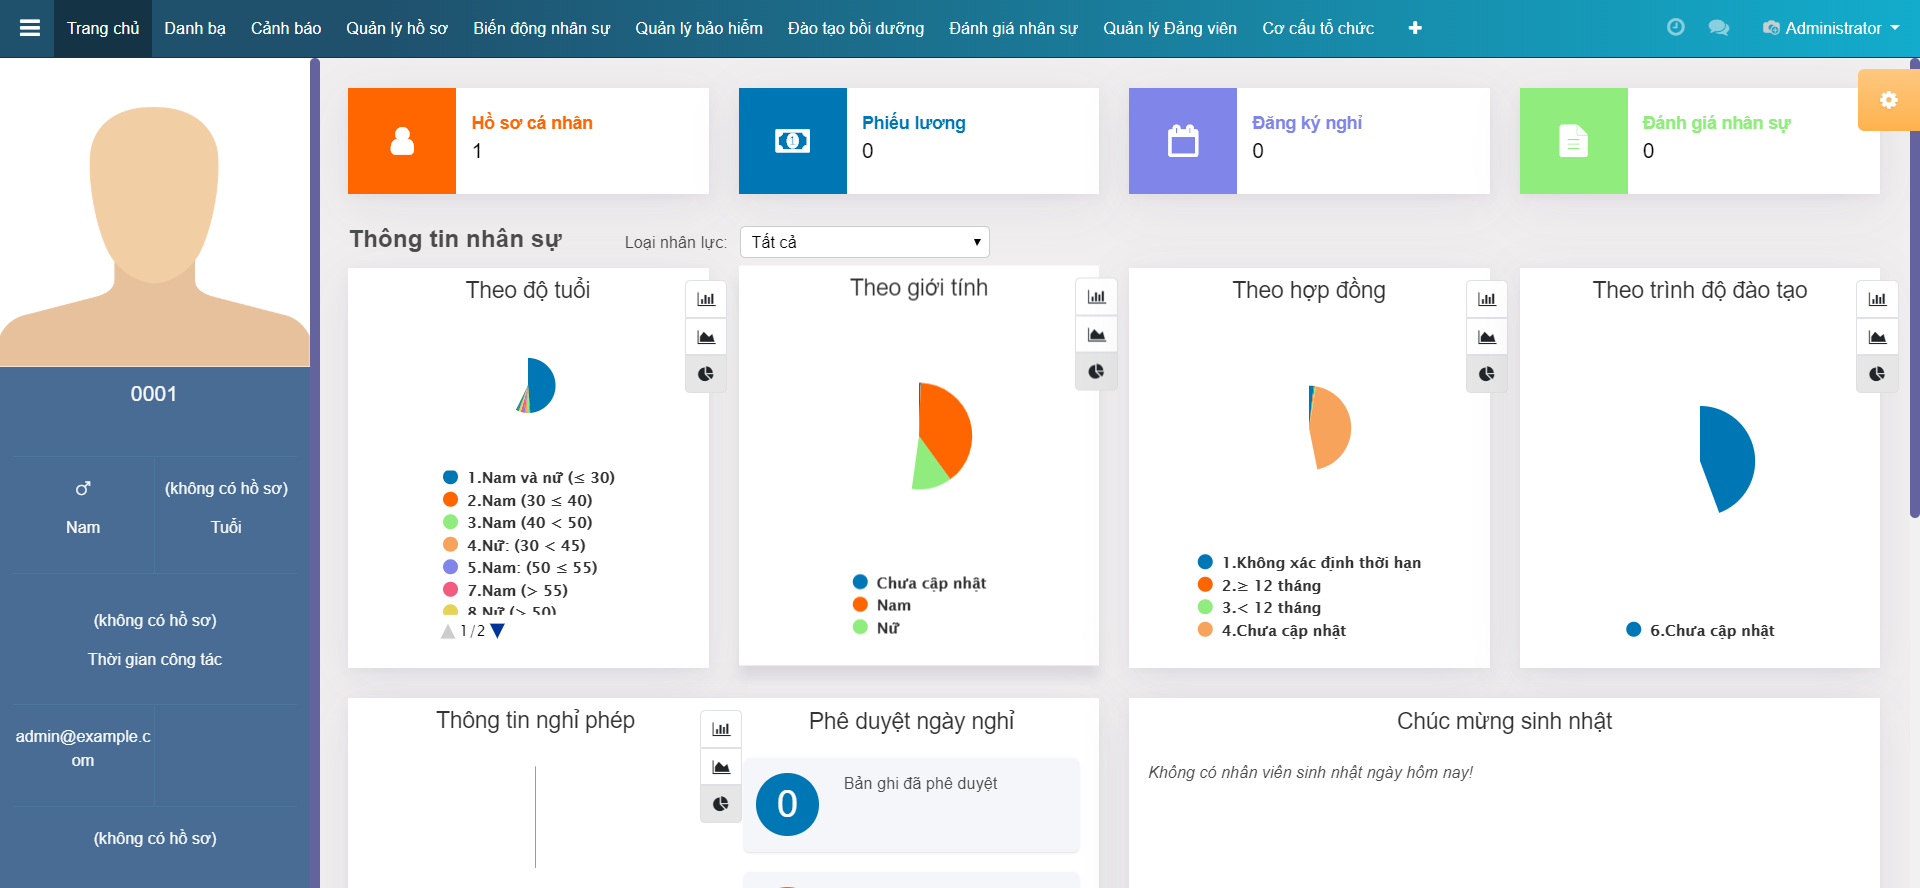 Trang chủ Danh bạ Cảnh báo Quản lý hồ sơ Biến động nhân sự Quản lý bảo hiểm Đào tạo bồi dưỡng Đánh giá nhân sự Quản lý Đảng viên Cơ cấu tổ chức Administrator
0001
Nam
(không có hồ sơ)
Tuổi
(không có hồ sơ)
Thời gian công tác
admin@example.c
om
(không có hồ sơ)
Hồ sơ cá nhân
1
Phiếu lương
0
Đăng ký nghỉ
0
Đánh giá nhân sự
0
Thông tin nhân sự
Loại nhân lực: Tất cả
Theo độ tuổi
1.Nam và nữ (≤ 30)
2.Nam (30 ≤ 40)
3.Nam (40 < 50)
4.Nữ: (30 < 45)
5.Nam: (50 ≤ 55)
7.Nam (> 55)
8.Nữ (> 50)
1/2
Theo giới tính
Chưa cập nhật
Nam
Nữ
Theo hợp đồng
1.Không xác định thời hạn
2.≥ 12 tháng
3.< 12 tháng
4.Chưa cập nhật
Theo trình độ đào tạo
6.Chưa cập nhật
Thông tin nghỉ phép
Phê duyệt ngày nghỉ
0
Bản ghi đã phê duyệt
Chúc mừng sinh nhật
Không có nhân viên sinh nhật ngày hôm nay!